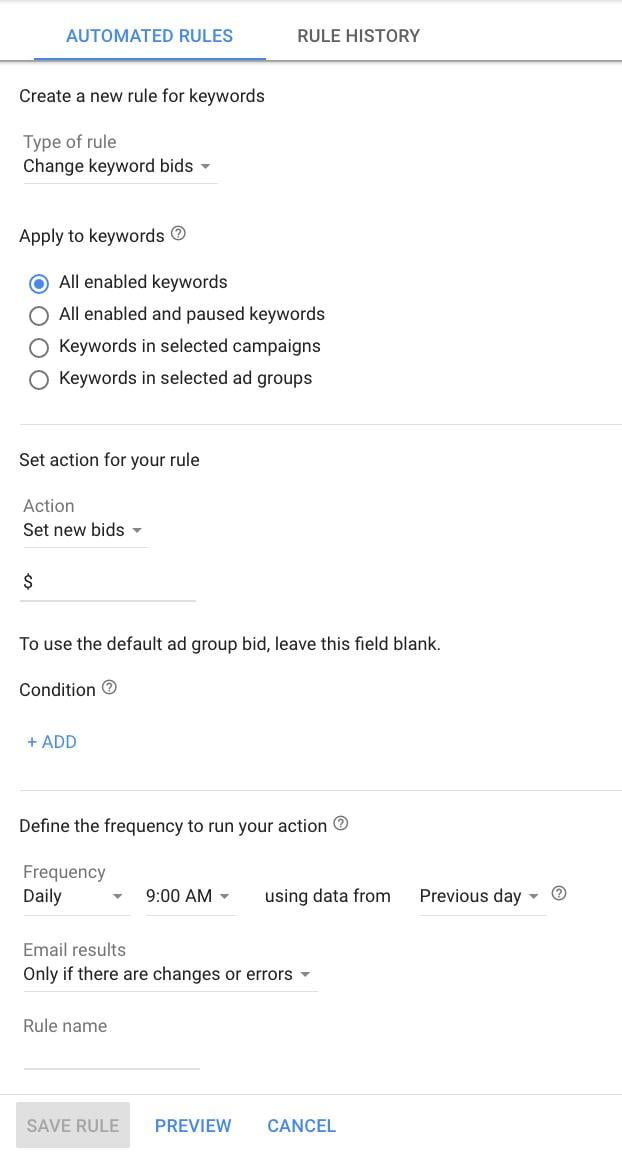 AUTOMATED RULES RULE HISTORY
Create a new rule for keywords
Type of rule
Change keyword bids
Apply to keywords ?
All enabled keywords
All enabled and paused keywords
Keywords in selected campaigns
Keywords in selected ad groups
Set action for your rule
Action
Set new bids
$
To use the default ad group bid, leave this field blank.
Condition ?
+ ADD
Define the frequency to run your action ?
Frequency
Daily 9:00 AM using data from Previous day ?
Email results
Only if there are changes or errors
Rule name
SAVE RULE PREVIEW CANCEL